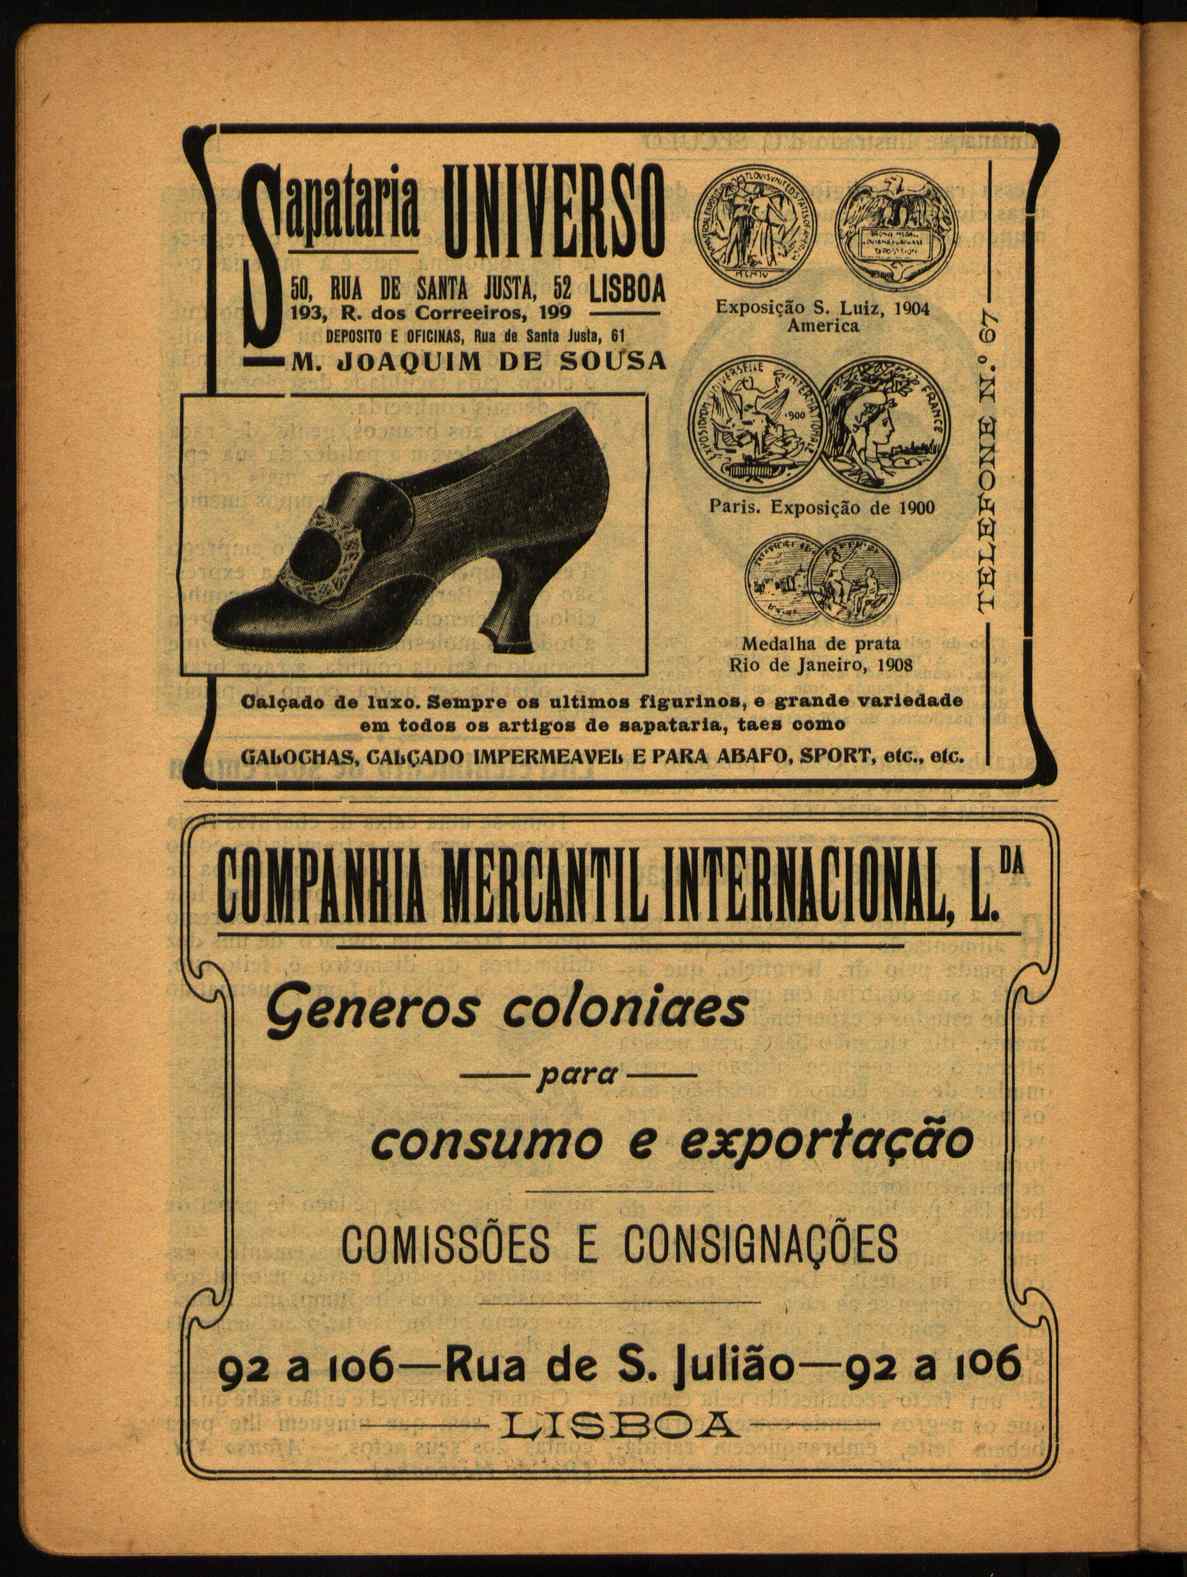 Sapataria UNIVERSO
50, RUA DE SANTA JUSTA, 52 LISBOA
193, R. dos Correeiros, 199
DEPOSITO E OFICINAS, Rua de Santa Justa, 61
M. JOAQUIM DE SOUSA
Exposição S. Luiz, 1904
America
Paris. Exposição de 1900
Medalha de prata
Rio de Janeiro, 1908
TELEFONE N.º 67
Calçado de luxo. Sempre os ultimos figurinos, e grande variedade
em todos os artigos de sapataria, taes como
GALOCHAS, CALÇADO IMPERMEAVEL E PARA ABAFO, SPORT, etc., etc.
COMPANHIA MERCANTIL INTERNACIONAL, L.DA
Generos coloniaes
para
consumo e exportação
COMISSÕES E CONSIGNAÇÕES
92 a 106—Rua de S. Julião—92 a 106
LISBOA